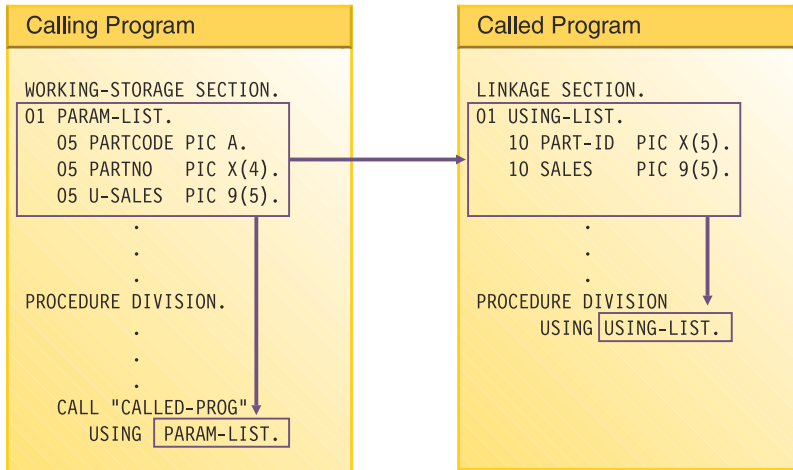 Calling Program
WORKING-STORAGE SECTION.
01 PARAM-LIST.
05 PARTCODE PIC A.
05 PARTNO PIC X(4).
05 U-SALES PIC 9(5).
.
.
.
PROCEDURE DIVISION.
.
.
.
CALL "CALLED-PROG"
USING PARAM-LIST.
Called Program
LINKAGE SECTION.
01 USING-LIST.
10 PART-ID PIC X(5).
10 SALES PIC 9(5).
.
.
.
PROCEDURE DIVISION
USING USING-LIST.